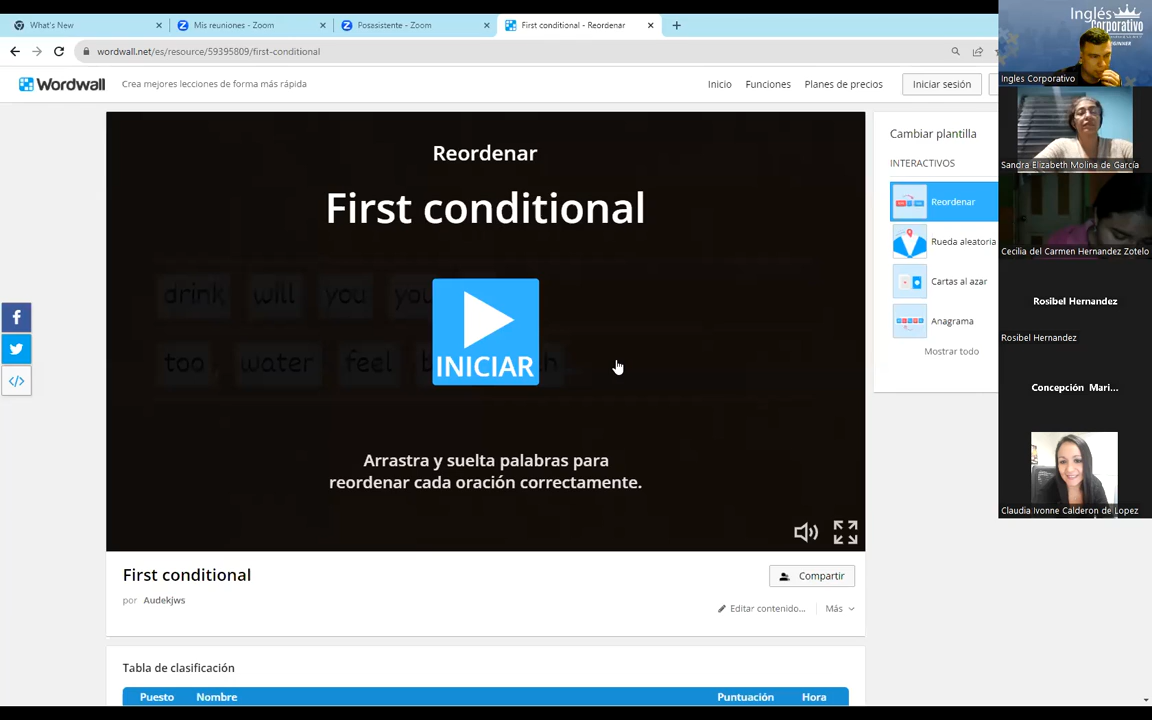 What's New
Mis reuniones - Zoom
Posasistente - Zoom
First conditional - Reordenar
wordwall.net/es/resource/59395809/first-conditional
Wordwall
Crea mejores lecciones de forma más rápida
Inicio
Funciones
Planes de precios
Iniciar sesión
Reordenar
First conditional
drink will you
too water feel
INICIAR
Arrastra y suelta palabras para
reordenar cada oración correctamente.
First conditional
Compartir
por Audekjws
Editar contenido...
Más
Tabla de clasificación
Puesto Nombre Puntuación Hora
Cambiar plantilla
INTERACTIVOS
Reordenar
Rueda aleatoria
Cartas al azar
Anagrama
Mostrar todo
Inglés
Corporativo
Ingles Corporativo
Sandra Elizabeth Molina de García
Cecilia del Carmen Hernandez Zotelo
Rosibel Hernandez
Rosibel Hernandez
Concepción Mari...
Claudia Ivonne Calderon de Lopez